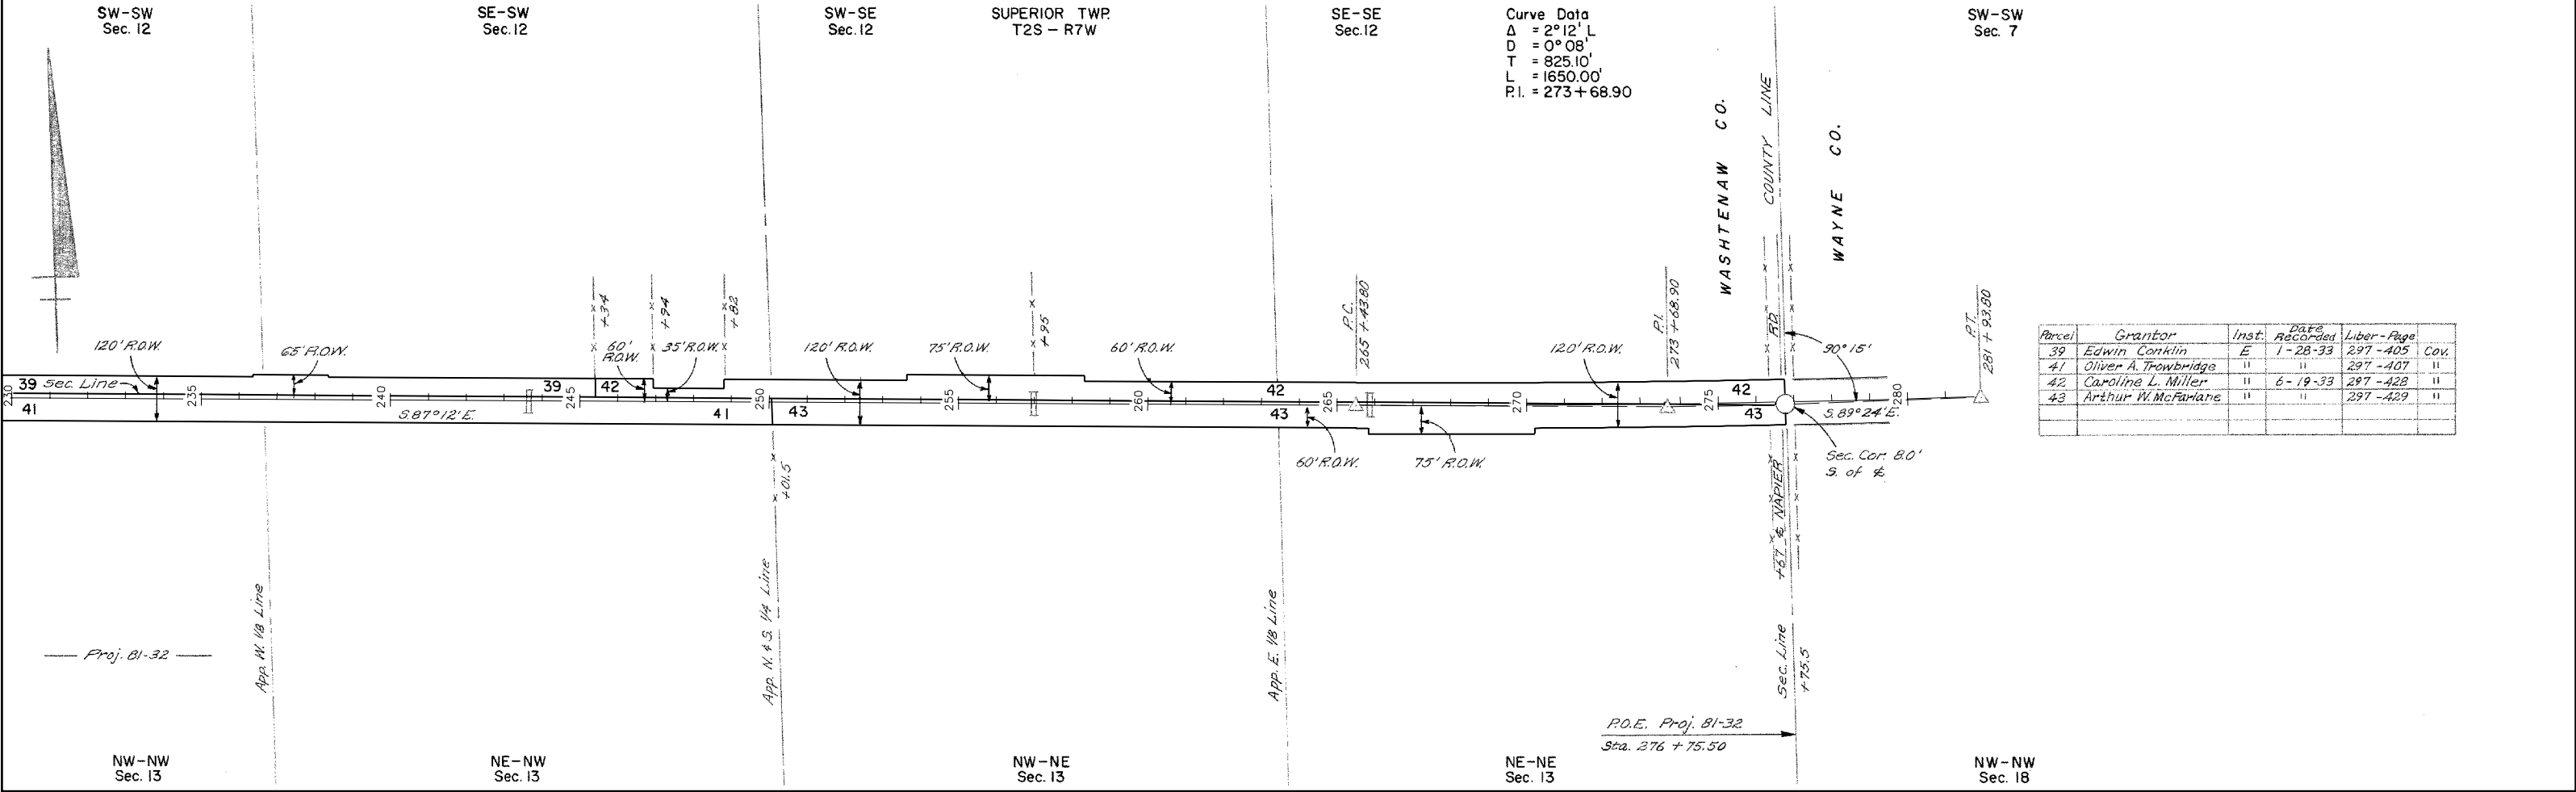 SW-SW
Sec. 12
SE-SW
Sec. 12
SW-SE
Sec. 12
SUPERIOR TWP.
T2S - R7W
SE-SE
Sec. 12
Curve Data
Δ = 2° 12' L
D = 0° 08'
T = 825.10'
L = 1650.00'
P.I. = 273 + 68.90
SW-SW
Sec. 7
WASHTENAW CO.
COUNTY LINE
WAYNE CO.
+34
+94
+82
+95
P.C.
265 + 43.80
P.I.
273 + 68.90
RD.
90° 15'
P.T.
281 + 93.80
120' R.O.W.
65' R.O.W.
60'
R.O.W.
35' R.O.W.
120' R.O.W.
75' R.O.W.
60' R.O.W.
120' R.O.W.
39 Sec. Line
39
42
42
42
230
235
240
245
250
255
260
265
270
275
280
41
S.87° 12' E.
41
43
43
43
S.89° 24' E.
60' R.O.W.
75' R.O.W.
Sec. Cor. 8.0'
S. of ℄
+01.5
+67 ℄ NAPIER
Parcel Grantor Inst. Date Recorded Liber-Page
39 Edwin Conklin E 1-28-33 297-405 Cov.
41 Oliver A. Trowbridge " " 297-407 "
42 Caroline L. Miller " 6-19-33 297-428 "
43 Arthur W. McFarlane " " 297-429 "
App. W. 1/8 Line
App. N. & S. 1/4 Line
App. E. 1/8 Line
Sec. Line
+75.5
Proj. 81-32
P.O.E. Proj. 81-32
Sta. 276 + 75.50
NW-NW
Sec. 13
NE-NW
Sec. 13
NW-NE
Sec. 13
NE-NE
Sec. 13
NW-NW
Sec. 18